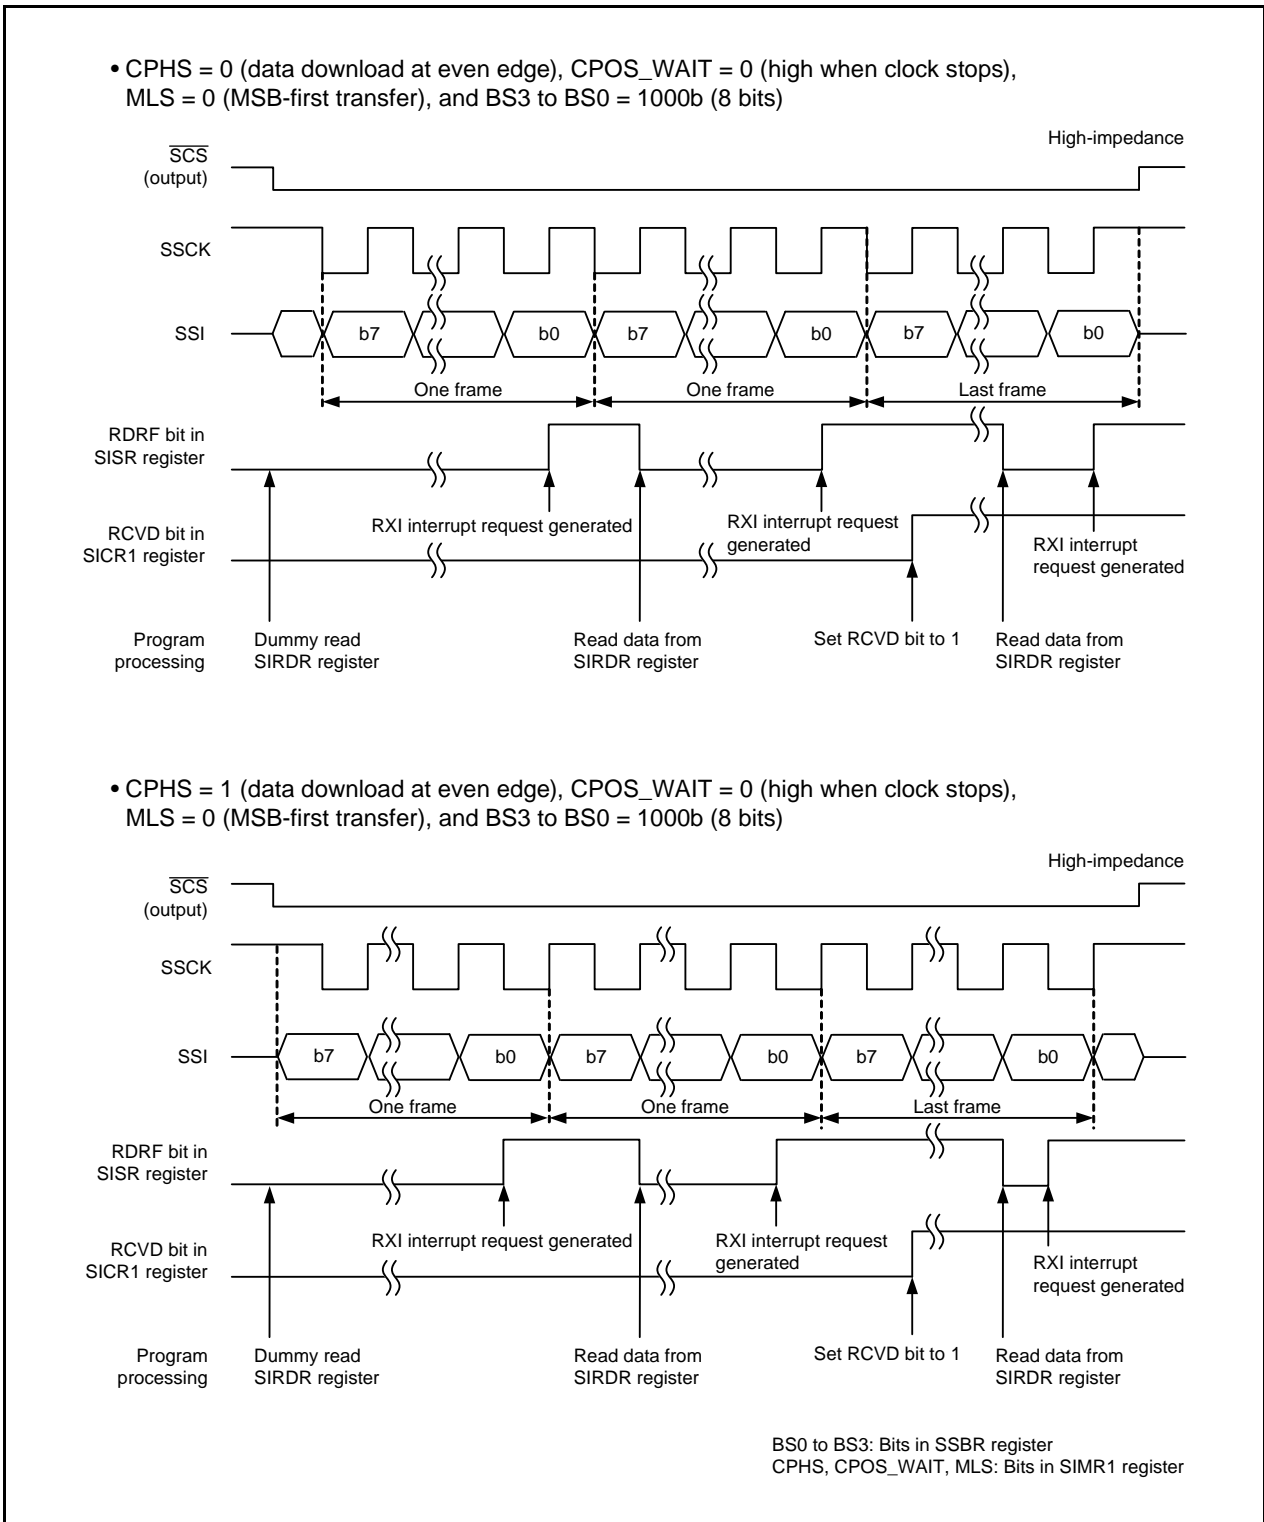 • CPHS = 0 (data download at even edge), CPOS_WAIT = 0 (high when clock stops),
MLS = 0 (MSB-first transfer), and BS3 to BS0 = 1000b (8 bits)
High-impedance
SCS
(output)
SSCK
SSI
b7
b0
b7
b0
b7
b0
One frame
One frame
Last frame
RDRF bit in
SISR register
RXI interrupt request generated
RXI interrupt request
generated
RXI interrupt
request generated
RCVD bit in
SICR1 register
Program
processing
Dummy read
SIRDR register
Read data from
SIRDR register
Set RCVD bit to 1
Read data from
SIRDR register
• CPHS = 1 (data download at even edge), CPOS_WAIT = 0 (high when clock stops),
MLS = 0 (MSB-first transfer), and BS3 to BS0 = 1000b (8 bits)
High-impedance
SCS
(output)
SSCK
SSI
b7
b0
b7
b0
b7
b0
One frame
One frame
Last frame
RDRF bit in
SISR register
RXI interrupt request generated
RXI interrupt request
generated
RXI interrupt
request generated
RCVD bit in
SICR1 register
Program
processing
Dummy read
SIRDR register
Read data from
SIRDR register
Set RCVD bit to 1
Read data from
SIRDR register
BS0 to BS3: Bits in SSBR register
CPHS, CPOS_WAIT, MLS: Bits in SIMR1 register